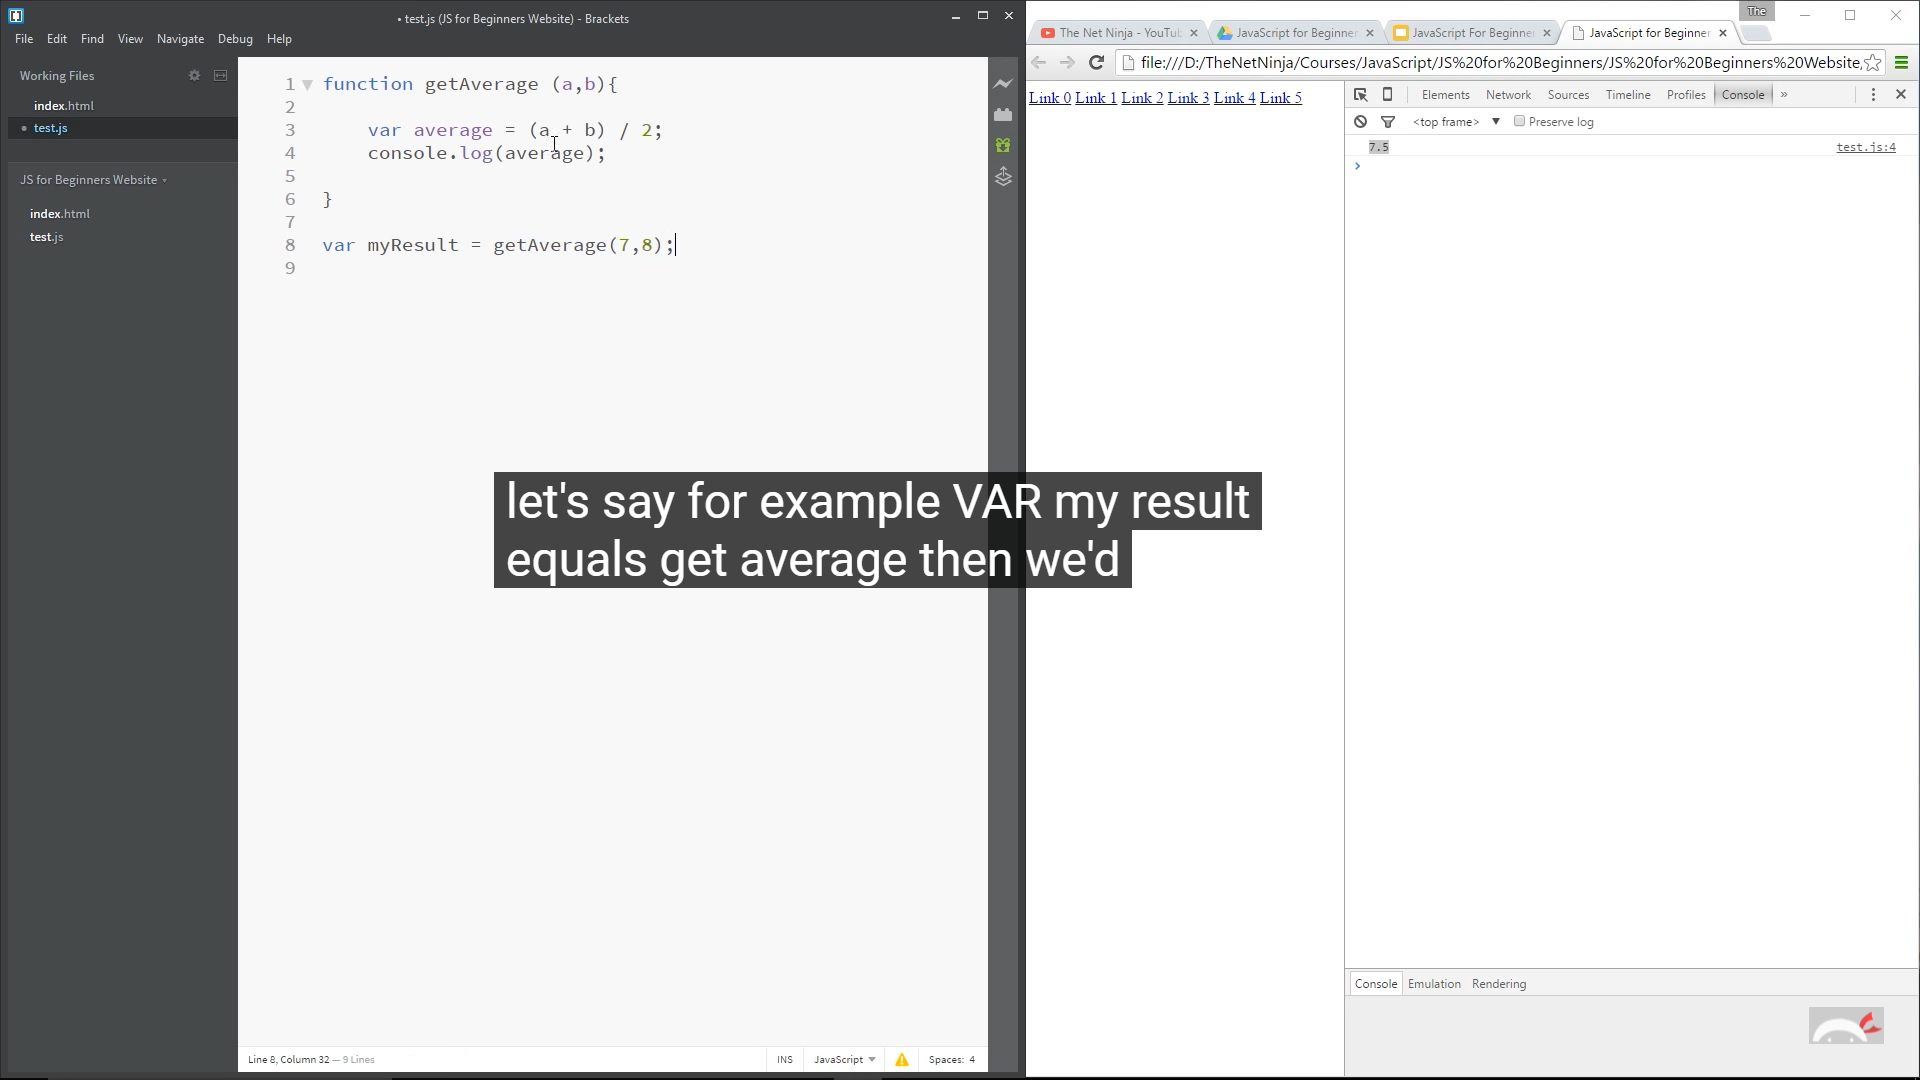 • test.js (JS for Beginners Website) - Brackets
File Edit Find View Navigate Debug Help
Working Files
index.html
• test.js
JS for Beginners Website
index.html
test.js
1 function getAverage (a,b){
2
3 var average = (a + b) / 2;
4 console.log(average);
5
6 }
7
8 var myResult = getAverage(7,8);
9
Line 8, Column 32 — 9 Lines
INS JavaScript Spaces: 4
The
The Net Ninja - YouTu JavaScript for Beginner JavaScript For Beginner JavaScript for Beginner
file:///D:/TheNetNinja/Courses/JavaScript/JS%20for%20Beginners/JS%20for%20Beginners%20Website,
Link 0 Link 1 Link 2 Link 3 Link 4 Link 5
Elements Network Sources Timeline Profiles Console »
<top frame> ▼ Preserve log
7.5 test.js:4
>
let's say for example VAR my result
equals get average then we'd
Console Emulation Rendering